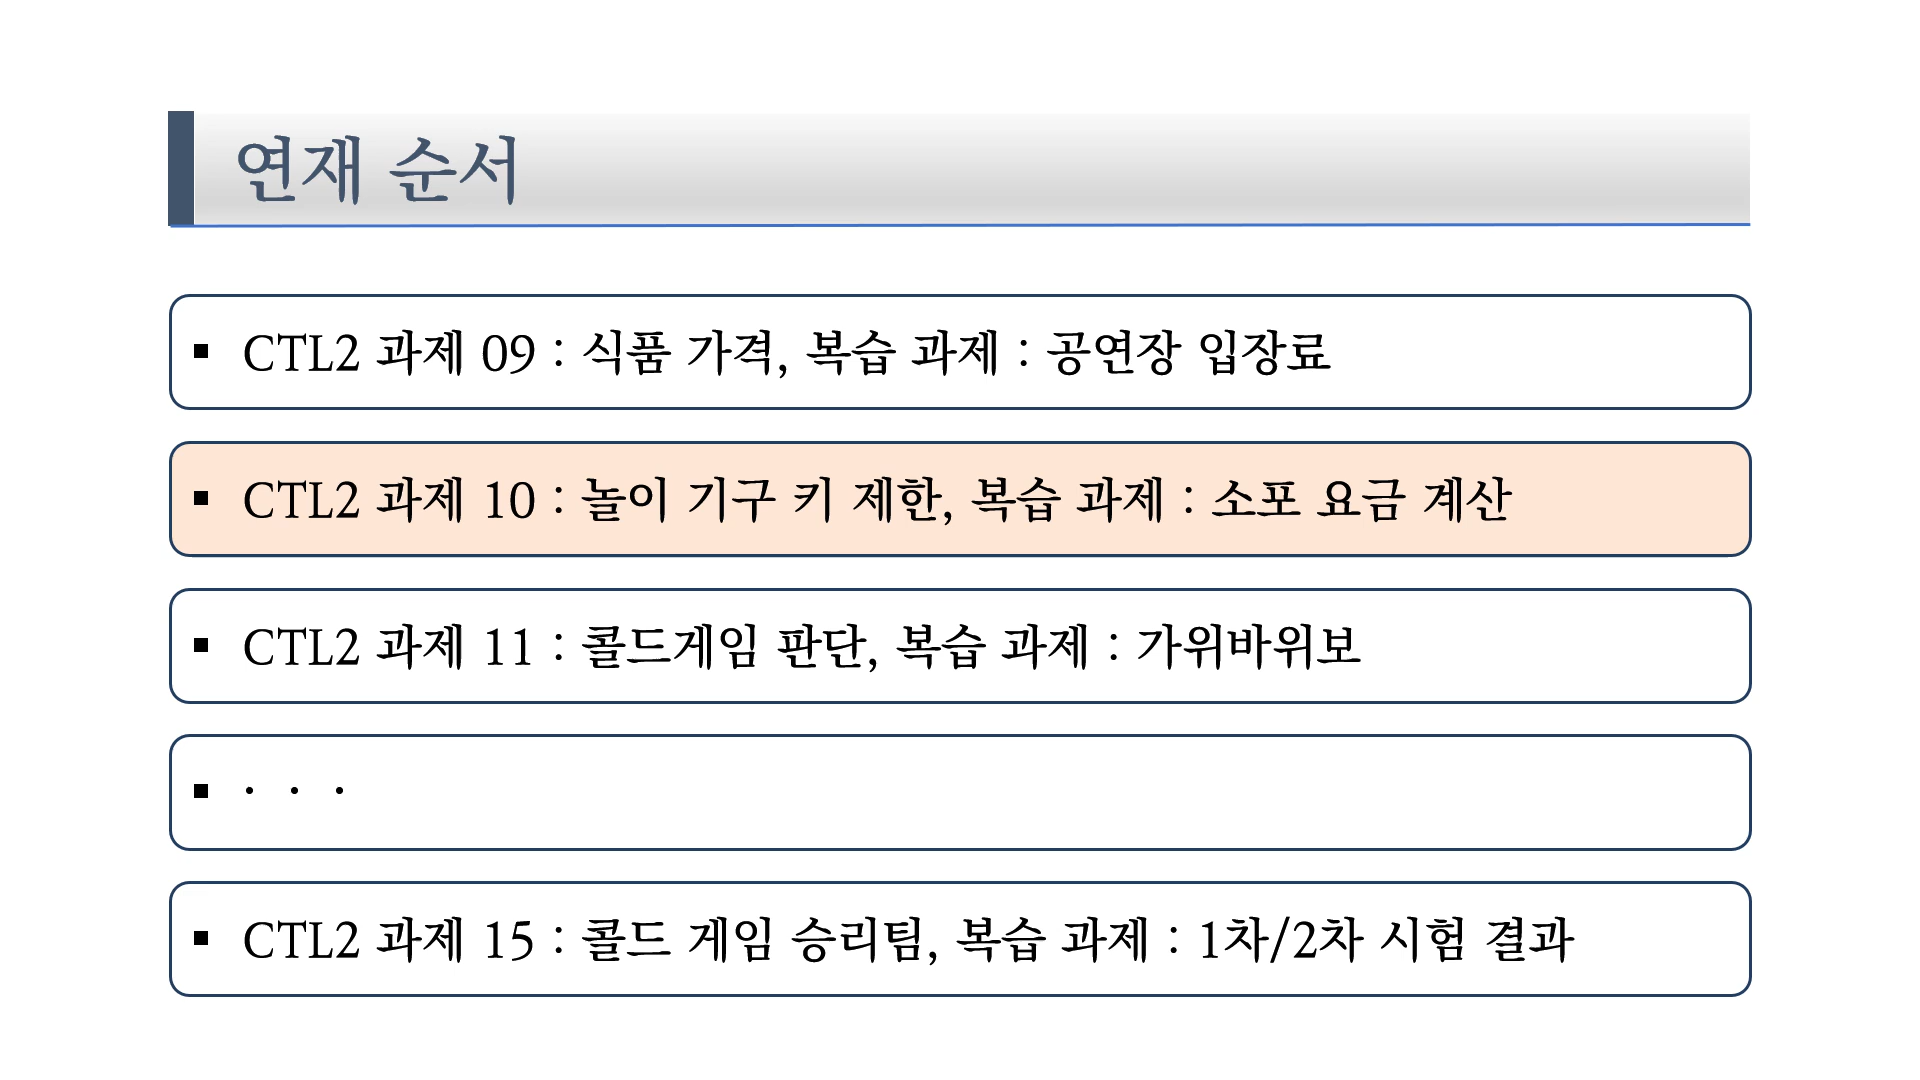 연재 순서
▪ CTL2 과제 09 : 식품 가격, 복습 과제 : 공연장 입장료
▪ CTL2 과제 10 : 놀이 기구 키 제한, 복습 과제 : 소포 요금 계산
▪ CTL2 과제 11 : 콜드게임 판단, 복습 과제 : 가위바위보
▪ · · ·
▪ CTL2 과제 15 : 콜드 게임 승리팀, 복습 과제 : 1차/2차 시험 결과